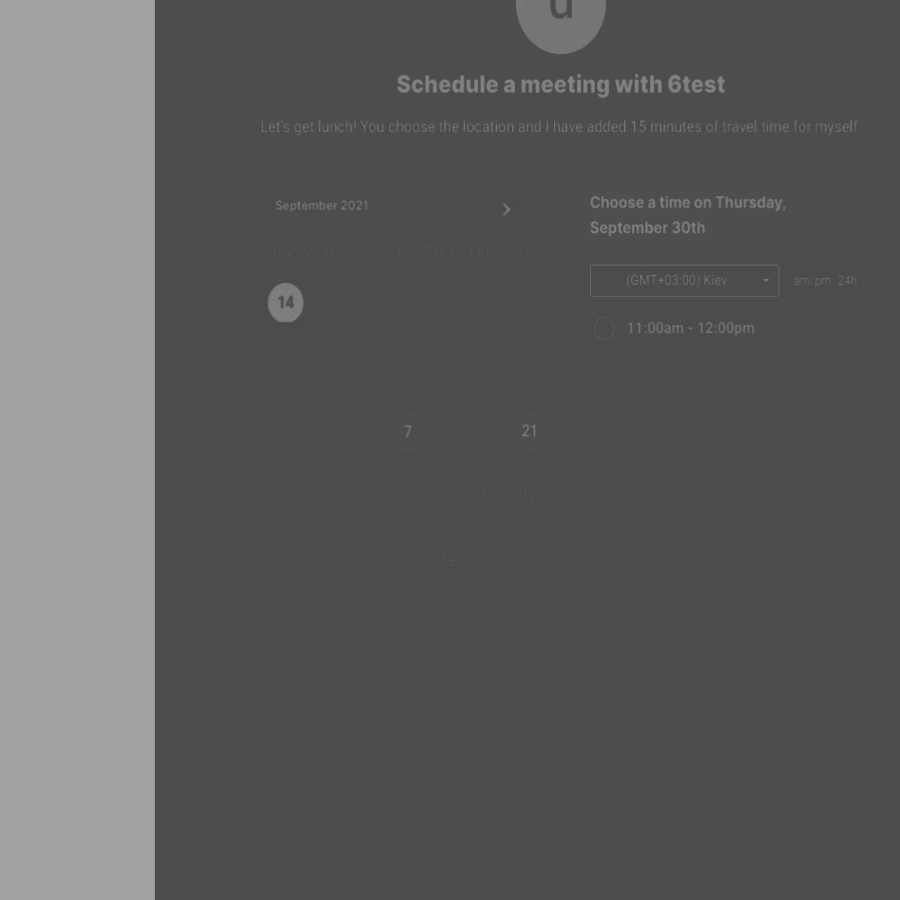 u
Schedule a meeting with 6test
Let's get lunch! You choose the location and I have added 15 minutes of travel time for myself.
September 2021
SUN MON TUE WED THU FRI SAT
14
7 21
12
Choose a time on Thursday,
September 30th
(GMT+03:00) Kiev am/pm 24h
11:00am - 12:00pm